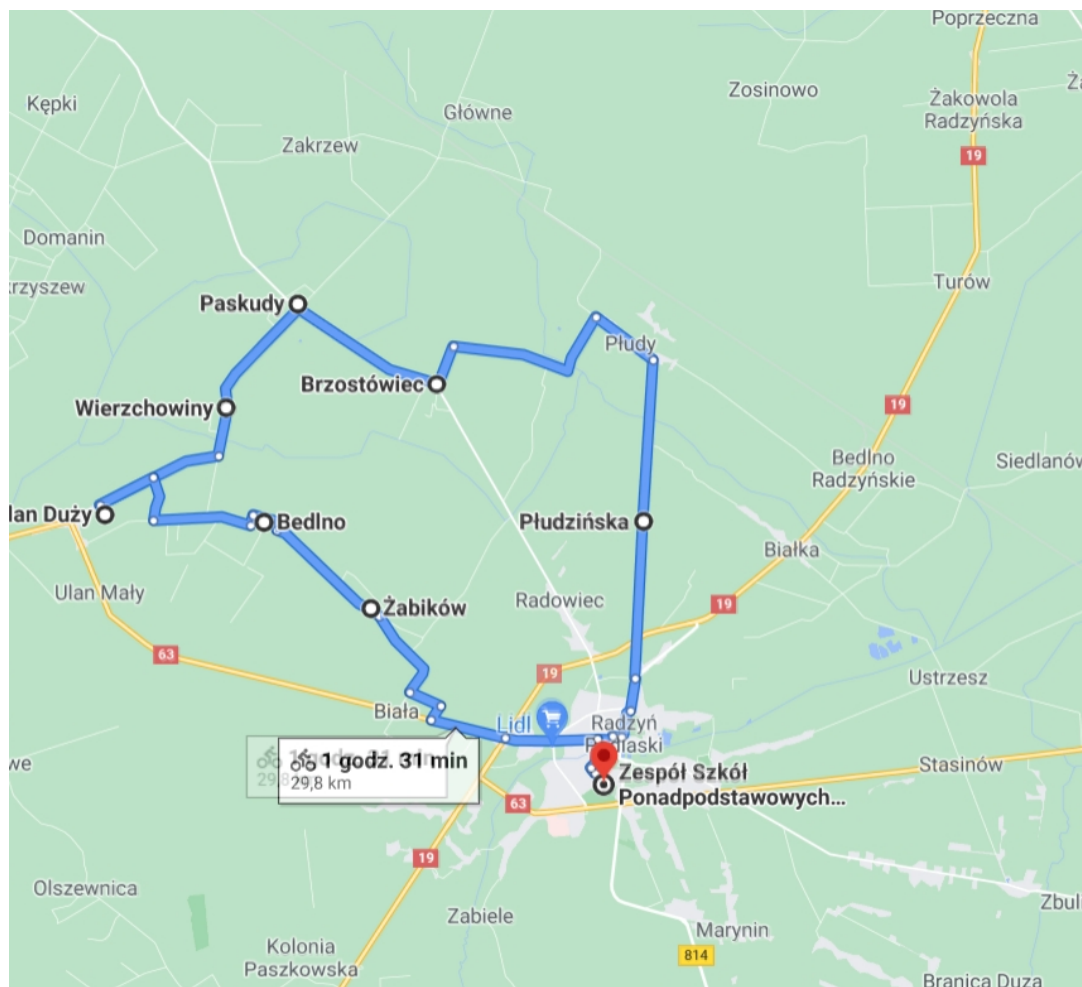 Poprzeczna
Kępki
Główne
Zosinowo
Żakowola
Radzyńska
Zakrzew
19
Domanin
krzyszew
Turów
Paskudy
Płudy
Brzostówiec
Wierzchowiny
19
Bedlno
Radzyńskie
Siedlanów
lan Duży
Bedlno
Płudzińska
Białka
Ulan Mały
Żabików
Radowiec
19
63
19
Ustrzesz
Biała
Lidl
Radzyń
Podlaski
1 godz. 31 min
29,8 km
Zespół Szkół
Ponadpodstawowych...
Stasinów
63
19
Olszewnica
Zabiele
Marynin
Kolonia
Paszkowska
814
Branica Duża